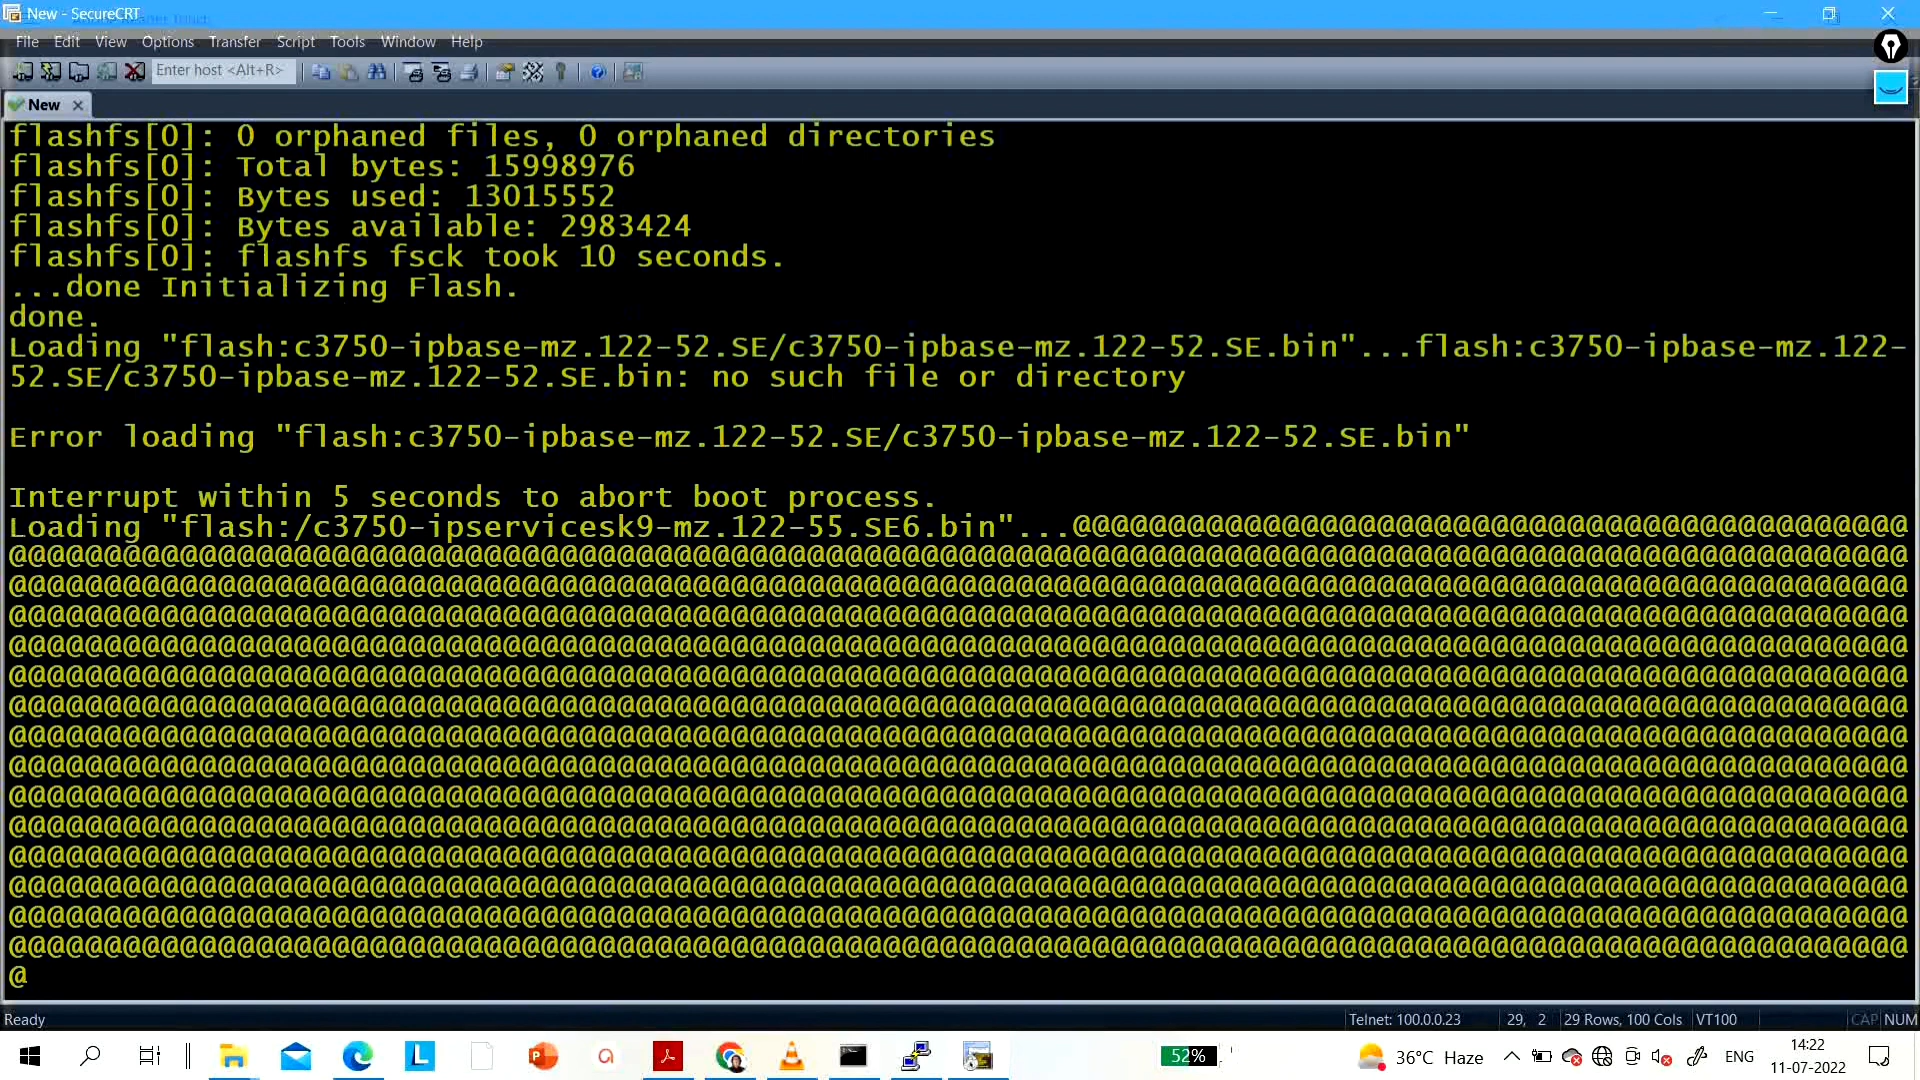 New - SecureCRT
File Edit View Options Transfer Script Tools Window Help
Enter host <Alt+R>
New
flashfs[0]: 0 orphaned files, 0 orphaned directories
flashfs[0]: Total bytes: 15998976
flashfs[0]: Bytes used: 13015552
flashfs[0]: Bytes available: 2983424
flashfs[0]: flashfs fsck took 10 seconds.
...done Initializing Flash.
done.
Loading "flash:c3750-ipbase-mz.122-52.SE/c3750-ipbase-mz.122-52.SE.bin"...flash:c3750-ipbase-mz.122-
52.SE/c3750-ipbase-mz.122-52.SE.bin: no such file or directory
Error loading "flash:c3750-ipbase-mz.122-52.SE/c3750-ipbase-mz.122-52.SE.bin"
Interrupt within 5 seconds to abort boot process.
Loading "flash:/c3750-ipservicesk9-mz.122-55.SE6.bin"...@@@@@@@@@@@@@@@@@@@@@@@@@@@@@@@@@@@@@@@@@@@@
@@@@@@@@@@@@@@@@@@@@@@@@@@@@@@@@@@@@@@@@@@@@@@@@@@@@@@@@@@@@@@@@@@@@@@@@@@@@@@@@@@@@@@@@@@@@@@@@@@@@
@@@@@@@@@@@@@@@@@@@@@@@@@@@@@@@@@@@@@@@@@@@@@@@@@@@@@@@@@@@@@@@@@@@@@@@@@@@@@@@@@@@@@@@@@@@@@@@@@@@@
@@@@@@@@@@@@@@@@@@@@@@@@@@@@@@@@@@@@@@@@@@@@@@@@@@@@@@@@@@@@@@@@@@@@@@@@@@@@@@@@@@@@@@@@@@@@@@@@@@@@
@@@@@@@@@@@@@@@@@@@@@@@@@@@@@@@@@@@@@@@@@@@@@@@@@@@@@@@@@@@@@@@@@@@@@@@@@@@@@@@@@@@@@@@@@@@@@@@@@@@@
@@@@@@@@@@@@@@@@@@@@@@@@@@@@@@@@@@@@@@@@@@@@@@@@@@@@@@@@@@@@@@@@@@@@@@@@@@@@@@@@@@@@@@@@@@@@@@@@@@@@
@@@@@@@@@@@@@@@@@@@@@@@@@@@@@@@@@@@@@@@@@@@@@@@@@@@@@@@@@@@@@@@@@@@@@@@@@@@@@@@@@@@@@@@@@@@@@@@@@@@@
@@@@@@@@@@@@@@@@@@@@@@@@@@@@@@@@@@@@@@@@@@@@@@@@@@@@@@@@@@@@@@@@@@@@@@@@@@@@@@@@@@@@@@@@@@@@@@@@@@@@
@@@@@@@@@@@@@@@@@@@@@@@@@@@@@@@@@@@@@@@@@@@@@@@@@@@@@@@@@@@@@@@@@@@@@@@@@@@@@@@@@@@@@@@@@@@@@@@@@@@@
@@@@@@@@@@@@@@@@@@@@@@@@@@@@@@@@@@@@@@@@@@@@@@@@@@@@@@@@@@@@@@@@@@@@@@@@@@@@@@@@@@@@@@@@@@@@@@@@@@@@
@@@@@@@@@@@@@@@@@@@@@@@@@@@@@@@@@@@@@@@@@@@@@@@@@@@@@@@@@@@@@@@@@@@@@@@@@@@@@@@@@@@@@@@@@@@@@@@@@@@@
@@@@@@@@@@@@@@@@@@@@@@@@@@@@@@@@@@@@@@@@@@@@@@@@@@@@@@@@@@@@@@@@@@@@@@@@@@@@@@@@@@@@@@@@@@@@@@@@@@@@
@@@@@@@@@@@@@@@@@@@@@@@@@@@@@@@@@@@@@@@@@@@@@@@@@@@@@@@@@@@@@@@@@@@@@@@@@@@@@@@@@@@@@@@@@@@@@@@@@@@@
@@@@@@@@@@@@@@@@@@@@@@@@@@@@@@@@@@@@@@@@@@@@@@@@@@@@@@@@@@@@@@@@@@@@@@@@@@@@@@@@@@@@@@@@@@@@@@@@@@@@
@@@@@@@@@@@@@@@@@@@@@@@@@@@@@@@@@@@@@@@@@@@@@@@@@@@@@@@@@@@@@@@@@@@@@@@@@@@@@@@@@@@@@@@@@@@@@@@@@@@@
@
Ready Telnet: 100.0.0.23 29, 2 29 Rows, 100 Cols VT100 CAP NUM
L 52% 36°C Haze ENG 14:22
11-07-2022